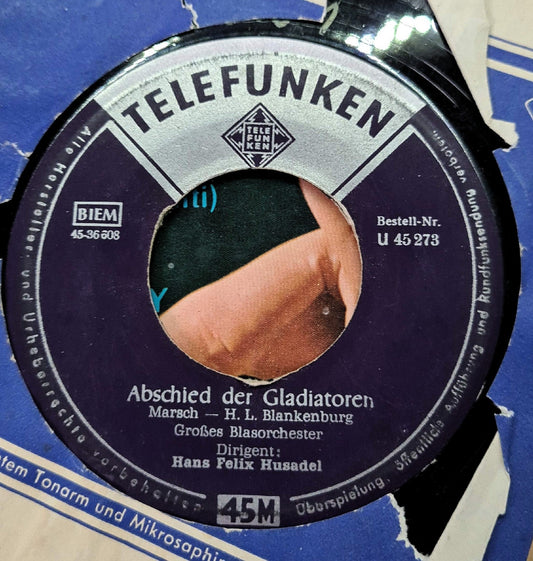 TELEFUNKEN
TELE
FUN
KEN
BIEM
45-36 608
Bestell-Nr.
U 45 273
iti)
Y
Abschied der Gladiatoren
Marsch — H. L. Blankenburg
Großes Blasorchester
Dirigent:
Hans Felix Husadel
45M
Alle Hersteller- und Urheberrechte vorbehalten
Überspielung, öffentliche Aufführung und Rundfunksendung verboten.
tem Tonarm und Mikrosaphir